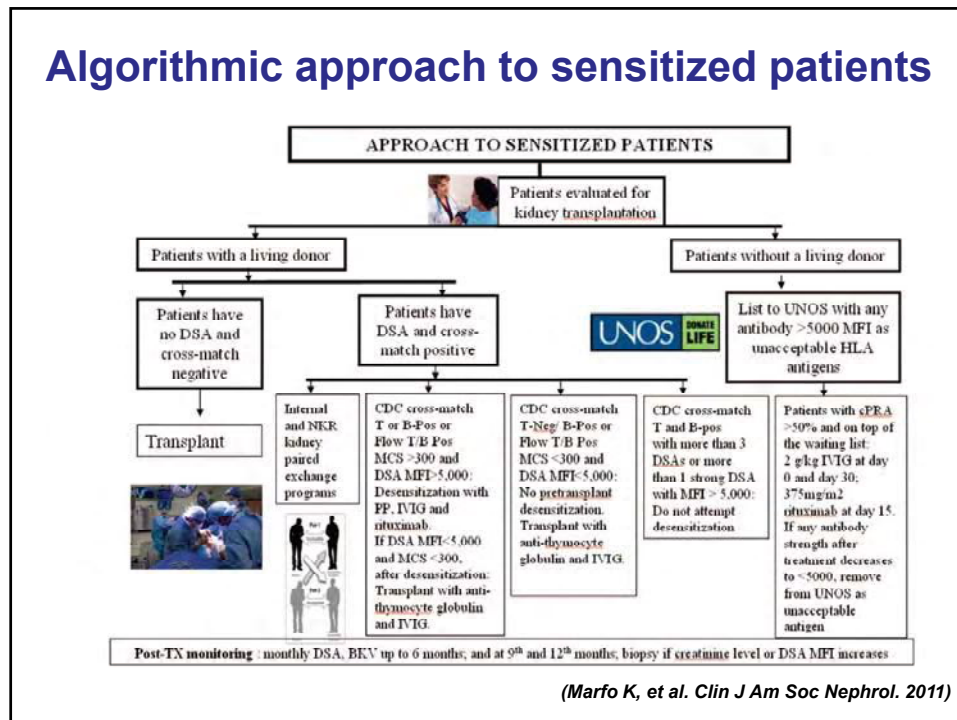 Algorithmic approach to sensitized patients
APPROACH TO SENSITIZED PATIENTS
Patients evaluated for
kidney transplantation
Patients with a living donor
Patients without a living donor
Patients have
no DSA and
cross-match
negative
Patients have
DSA and cross-
match positive
UNOS
DONATE
LIFE
List to UNOS with any
antibody >5000 MFI as
unacceptable HLA
antigens
Transplant
Internal
and NKR
kidney
paired
exchange
programs
CDC cross-match
T or B-Pos or
Flow T/B Pos
MCS >300 and
DSA MFI>5,000:
Desensitization with
PP, IVIG and
rituximab.
If DSA MFI<5,000
and MCS <300,
after desensitization:
Transplant with anti-
thymocyte globulin
and IVIG.
CDC cross-match
T-Neg/ B-Pos or
Flow T/B Pos
MCS <300 and
DSA MFI<5,000:
No pretransplant
desensitization.
Transplant with
anti-thymocyte
globulin and IVIG.
CDC cross-match
T and B-pos
with more than 3
DSAs or more
than 1 strong DSA
with MFI > 5,000:
Do not attempt
desensitization
Patients with cPRA
>50% and on top of
the waiting list:
2 g/kg IVIG at day
0 and day 30;
375mg/m2
rituximab at day 15.
If any antibody
strength after
treatment decreases
to <5000, remove
from UNOS as
unacceptable
antigen
Post-TX monitoring : monthly DSA, BKV up to 6 months; and at 9th and 12th months; biopsy if creatinine level or DSA MFI increases
(Marfo K, et al. Clin J Am Soc Nephrol. 2011)